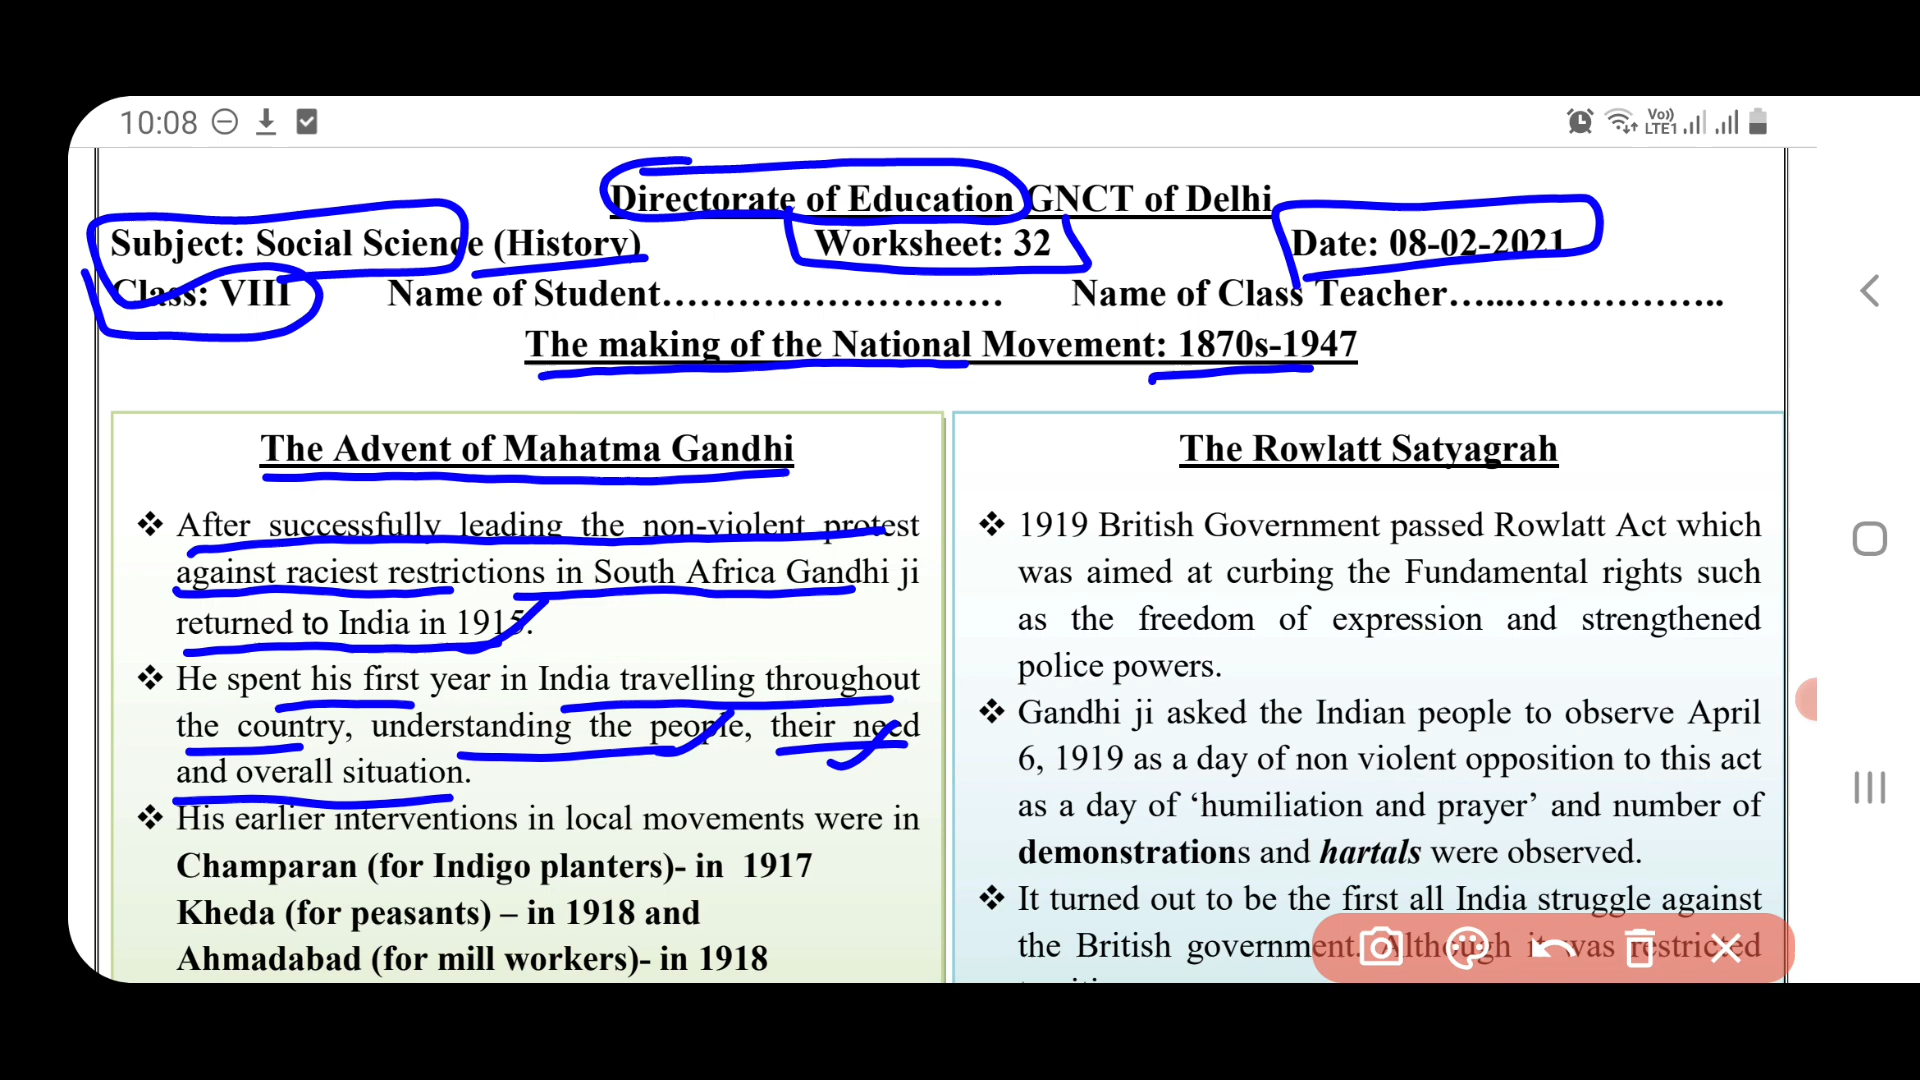 10:08
Vo)) LTE1
Directorate of Education GNCT of Delhi
Subject: Social Science (History) Worksheet: 32 Date: 08-02-2021
Class: VIII Name of Student........................... Name of Class Teacher........................
The making of the National Movement: 1870s-1947
The Advent of Mahatma Gandhi
❖ After successfully leading the non-violent protest
against raciest restrictions in South Africa Gandhi ji
returned to India in 1915.
❖ He spent his first year in India travelling throughout
the country, understanding the people, their need
and overall situation.
❖ His earlier interventions in local movements were in
Champaran (for Indigo planters)- in 1917
Kheda (for peasants) – in 1918 and
Ahmadabad (for mill workers)- in 1918
The Rowlatt Satyagrah
❖ 1919 British Government passed Rowlatt Act which
was aimed at curbing the Fundamental rights such
as the freedom of expression and strengthened
police powers.
❖ Gandhi ji asked the Indian people to observe April
6, 1919 as a day of non violent opposition to this act
as a day of ‘humiliation and prayer’ and number of
demonstrations and hartals were observed.
❖ It turned out to be the first all India struggle against
the British government. Although it was restricted